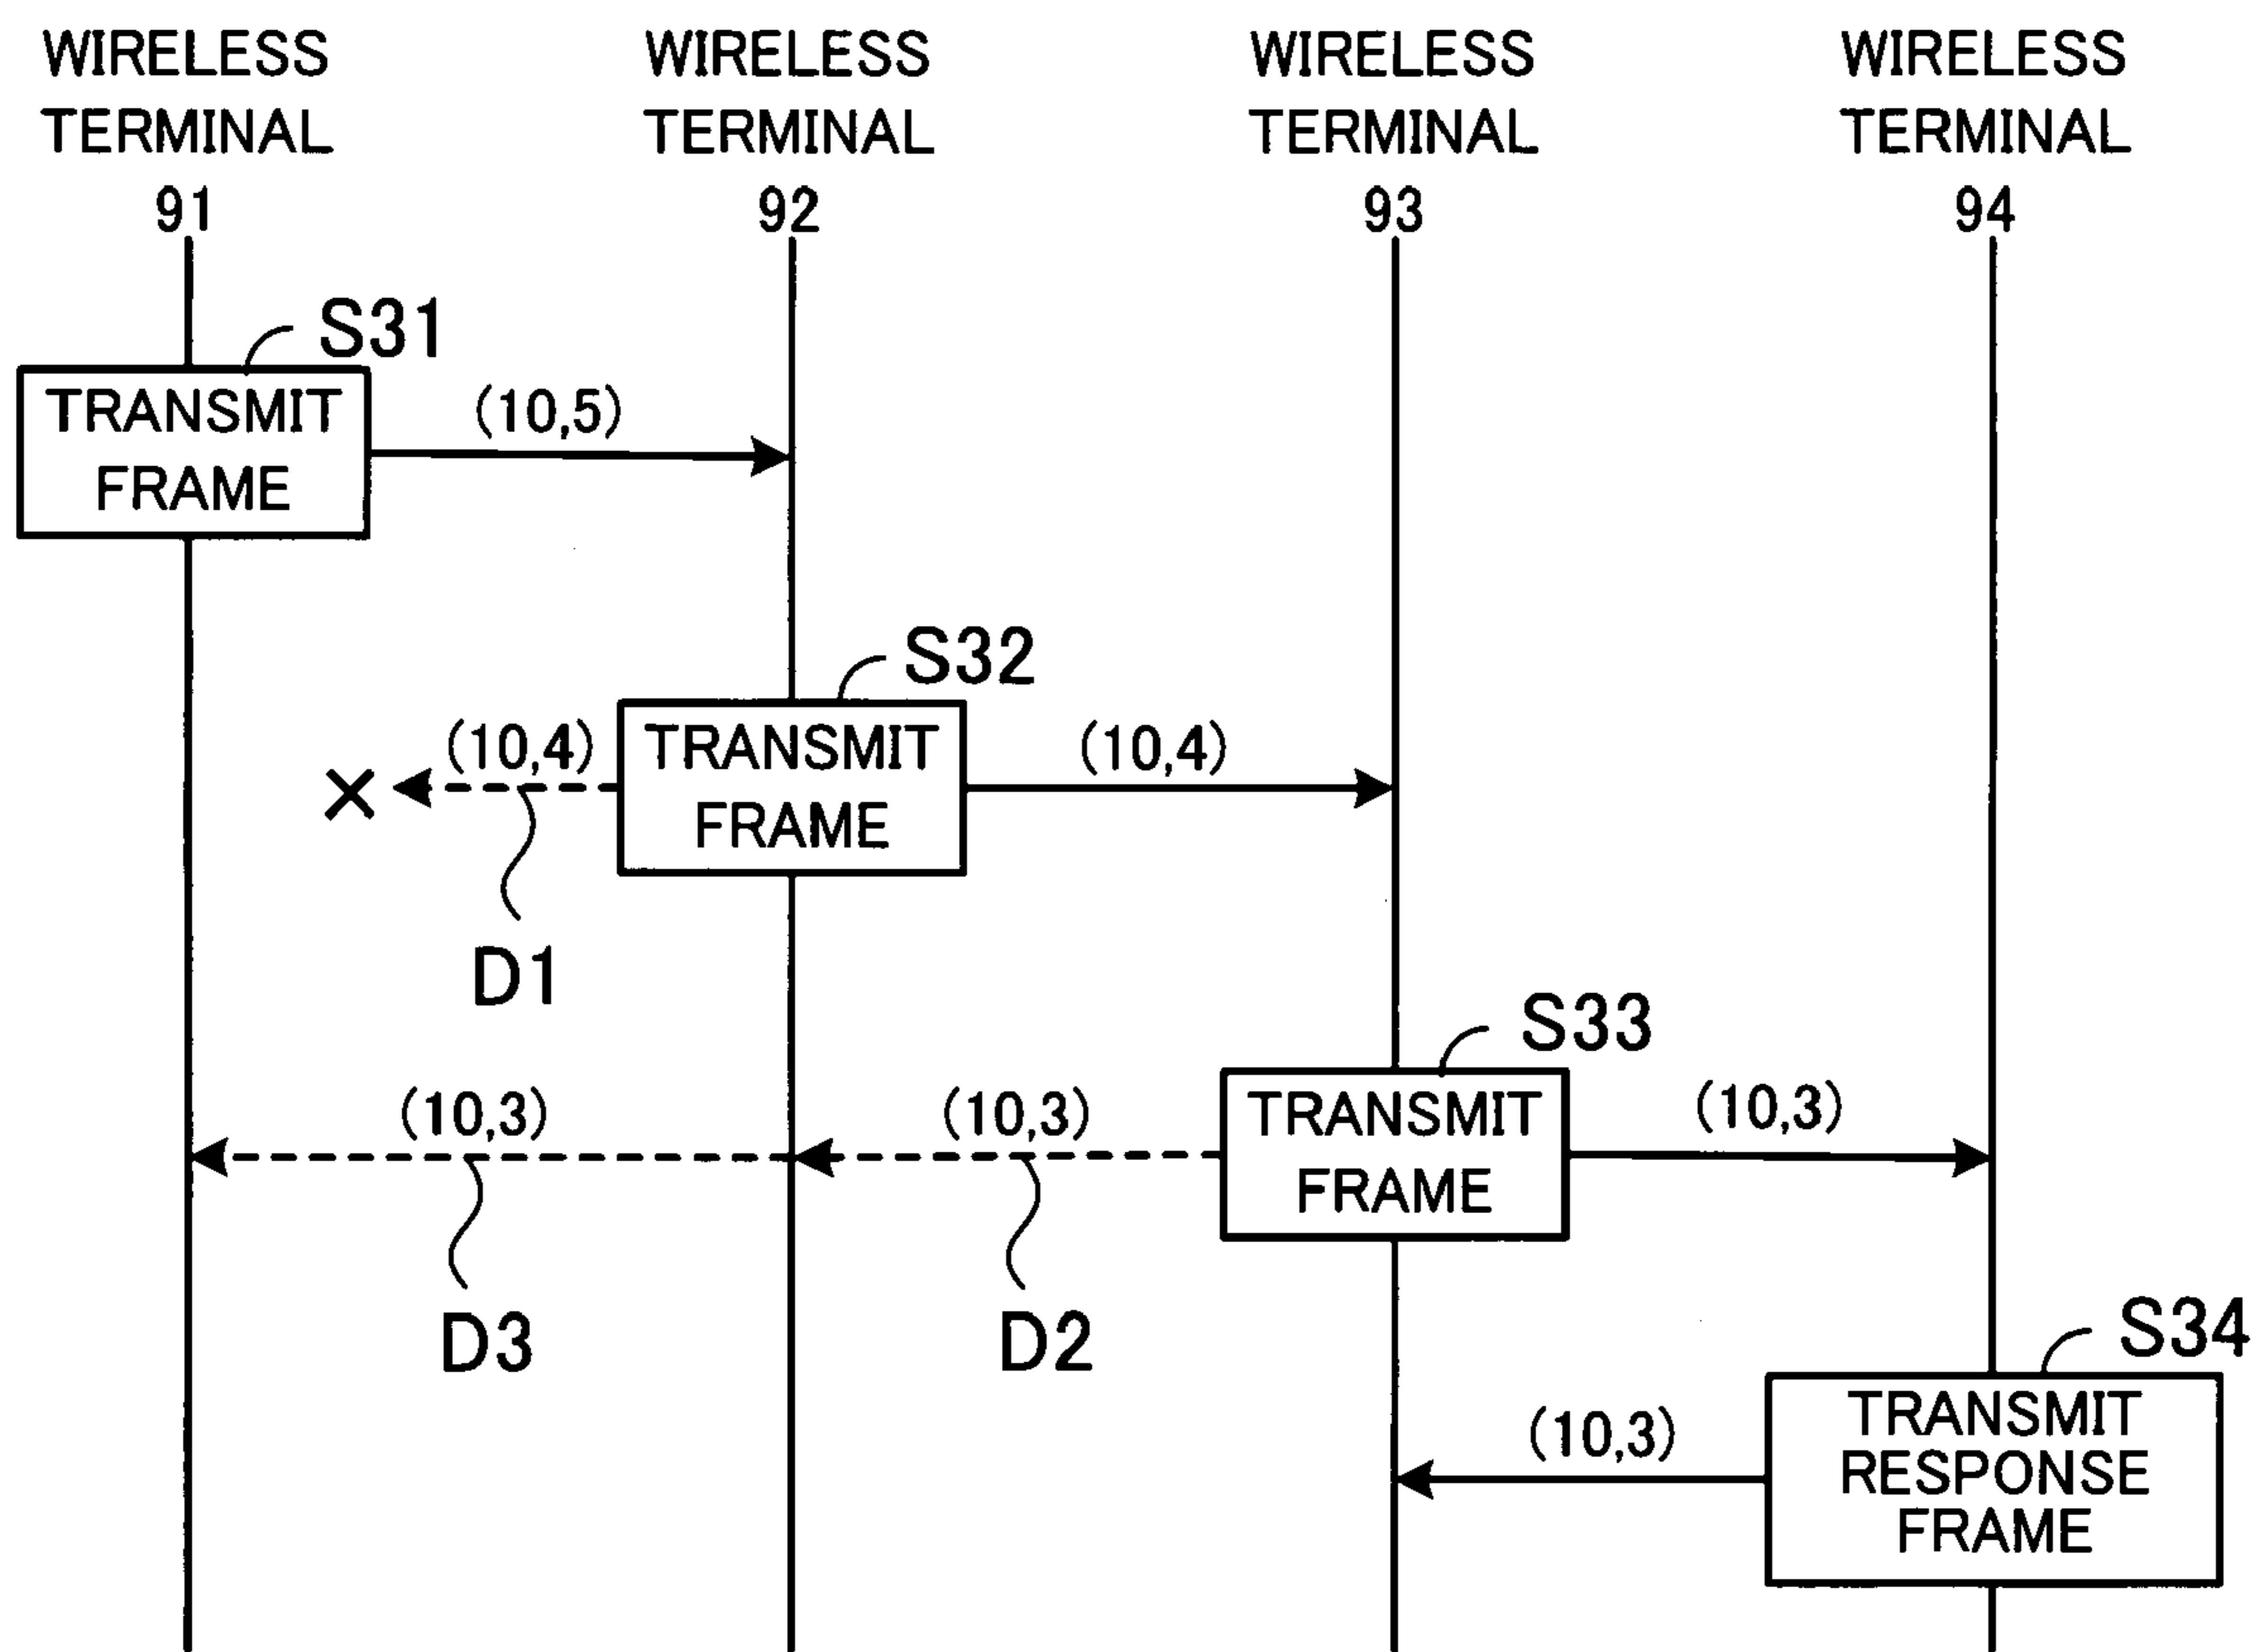 WIRELESS TERMINAL 91
WIRELESS TERMINAL 92
WIRELESS TERMINAL 93
WIRELESS TERMINAL 94
S31
TRANSMIT
FRAME
(10,5)
S32
(10,4)
TRANSMIT
FRAME
(10,4)
×
D1
S33
(10,3)
(10,3)
TRANSMIT
FRAME
(10,3)
D3
D2
S34
(10,3)
TRANSMIT
RESPONSE
FRAME